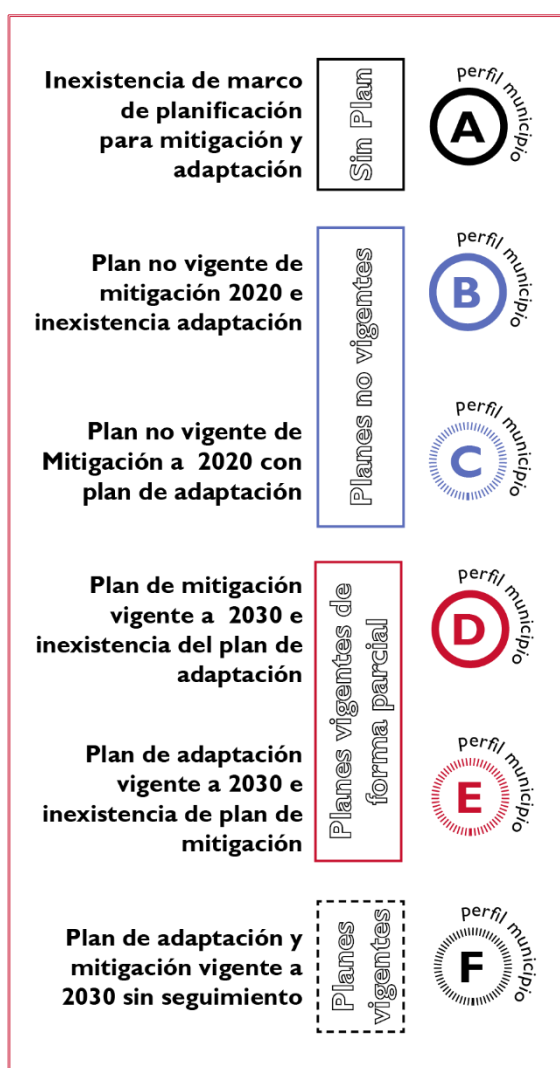 Inexistencia de marco
de planificación
para mitigación y
adaptación
Sin Plan
perfil municipio
A
Plan no vigente de
mitigación 2020 e
inexistencia adaptación
Planes no vigentes
perfil municipio
B
Plan no vigente de
Mitigación a 2020 con
plan de adaptación
perfil municipio
C
Plan de mitigación
vigente a 2030 e
inexistencia del plan de
adaptación
Planes vigentes de
forma parcial
perfil municipio
D
Plan de adaptación
vigente a 2030 e
inexistencia de plan de
mitigación
perfil municipio
E
Plan de adaptación y
mitigación vigente a
2030 sin seguimiento
Planes
vigentes
perfil municipio
F